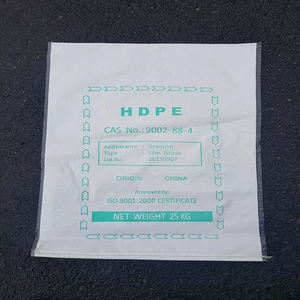 HDPE
CAS No.:9002-88-4
Appearance : Granular
Type : Film Grade
Lot No. : 20150907
ORIGIN CHINA
Approved by:
ISO 9001:2000 CERTIFICATE
NET WEIGHT 25 KG